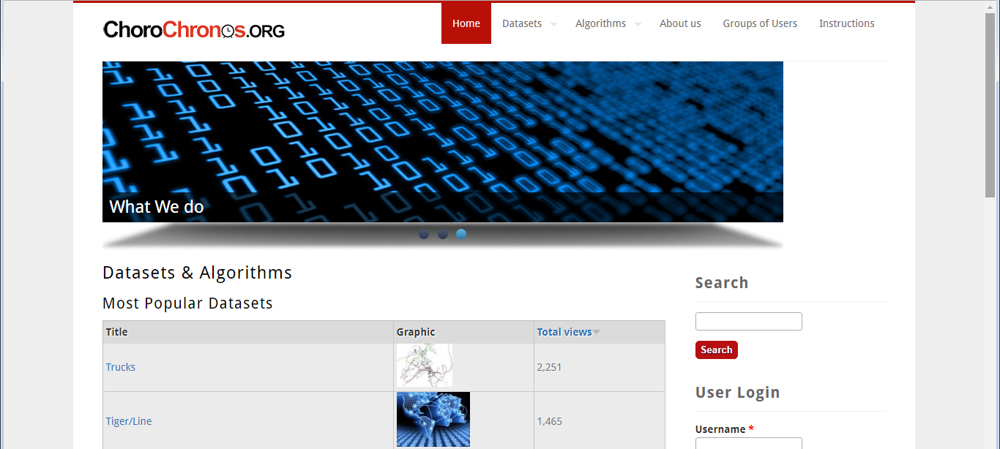 ChoroChronos.ORG
Home Datasets Algorithms About us Groups of Users Instructions
What We do
Datasets & Algorithms
Most Popular Datasets
Title Graphic Total views
Trucks 2,251
Tiger/Line 1,465
Search
Search
User Login
Username *